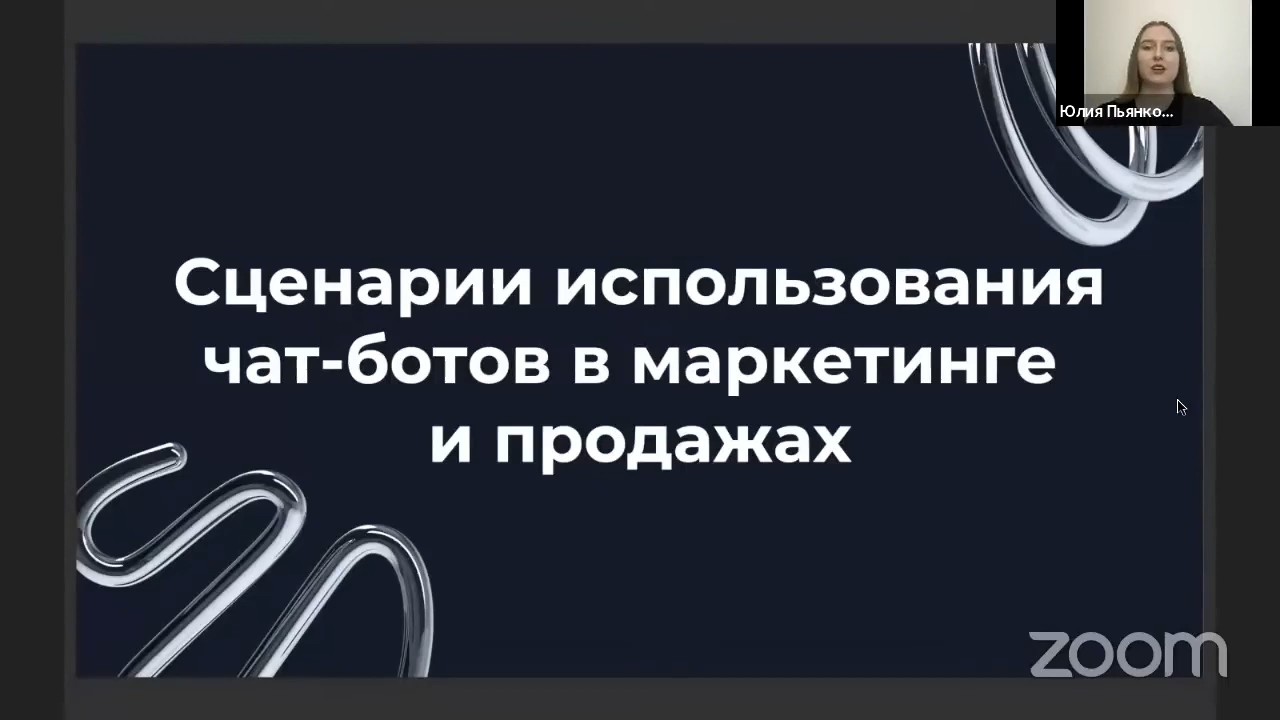 Юлия Пьянко...
Сценарии использования
чат-ботов в маркетинге
и продажах
zoom